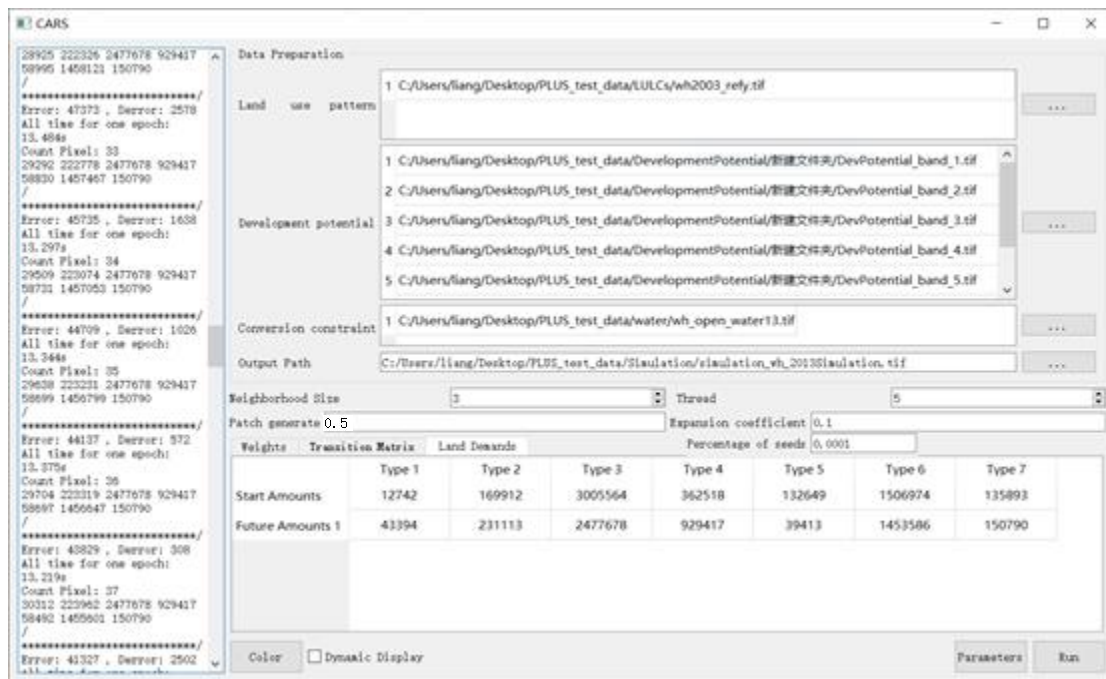 CARS
28925 222326 2477678 929417
58995 1458121 150790
/
*****************************/
Error: 47373 , Derror: 2578
All time for one epoch:
13.484s
Count Pixel: 33
29292 222778 2477678 929417
58830 1457467 150790
/
*****************************/
Error: 45735 , Derror: 1638
All time for one epoch:
13.297s
Count Pixel: 34
29509 223074 2477678 929417
58731 1457053 150790
/
*****************************/
Error: 44709 , Derror: 1026
All time for one epoch:
13.344s
Count Pixel: 35
29638 223231 2477678 929417
58699 1456799 150790
/
*****************************/
Error: 44137 , Derror: 572
All time for one epoch:
13.375s
Count Pixel: 36
29704 223319 2477678 929417
58697 1456647 150790
/
*****************************/
Error: 43829 , Derror: 308
All time for one epoch:
13.219s
Count Pixel: 37
30312 223962 2477678 929417
58492 1455601 150790
/
*****************************/
Error: 41327 , Derror: 2502
Data Preparation
Land use pattern
1 C:/Users/liang/Desktop/PLUS_test_data/LULCs/wh2003_refy.tif
...
Development potential
1 C:/Users/liang/Desktop/PLUS_test_data/DevelopmentPotential/新建文件夹/DevPotential_band_1.tif
2 C:/Users/liang/Desktop/PLUS_test_data/DevelopmentPotential/新建文件夹/DevPotential_band_2.tif
3 C:/Users/liang/Desktop/PLUS_test_data/DevelopmentPotential/新建文件夹/DevPotential_band_3.tif
4 C:/Users/liang/Desktop/PLUS_test_data/DevelopmentPotential/新建文件夹/DevPotential_band_4.tif
5 C:/Users/liang/Desktop/PLUS_test_data/DevelopmentPotential/新建文件夹/DevPotential_band_5.tif
...
Conversion constraint
1 C:/Users/liang/Desktop/PLUS_test_data/water/wh_open_water13.tif
...
Output Path C:/Users/liang/Desktop/PLUS_test_data/Simulation/simulation_wh_2013Simulation.tif ...
Neighborhood Size 3 Thread 5
Patch generate 0.5 Expansion coefficient 0.1
Weights Transition Matrix Land Demands Percentage of seeds 0.0001
Type 1 Type 2 Type 3 Type 4 Type 5 Type 6 Type 7
Start Amounts 12742 169912 3005564 362518 132649 1506974 135893
Future Amounts 1 43394 231113 2477678 929417 39413 1453586 150790
Color Dynamic Display Parameters Run